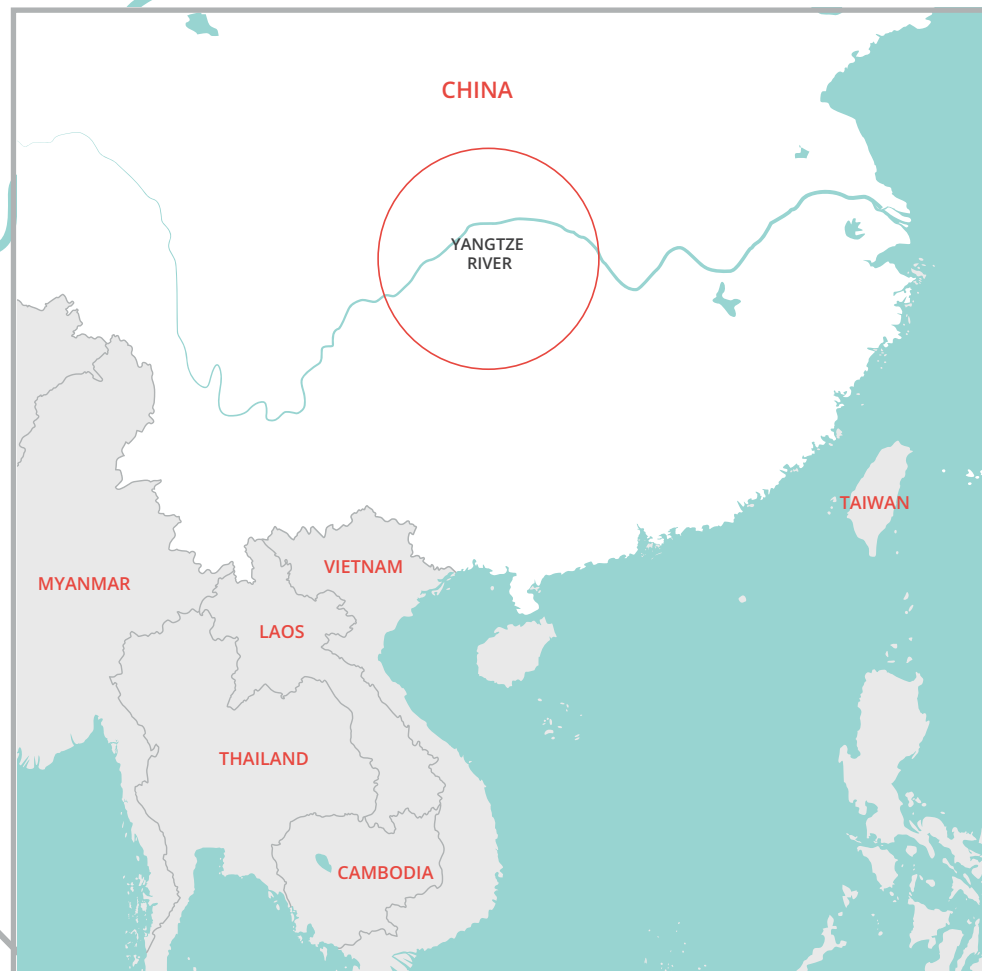 CHINA
YANGTZE
RIVER
TAIWAN
VIETNAM
MYANMAR
LAOS
THAILAND
CAMBODIA